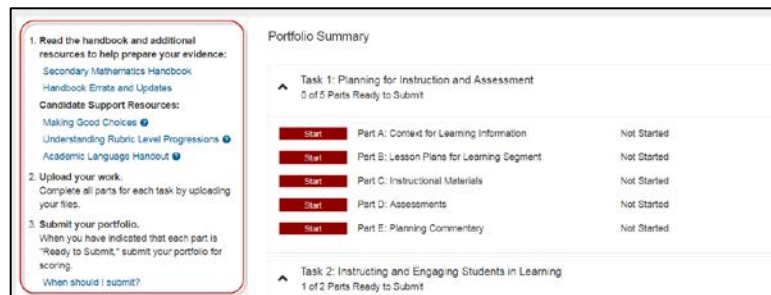 1. Read the handbook and additional
resources to help prepare your evidence:
Secondary Mathematics Handbook
Handbook Errata and Updates
Candidate Support Resources:
Making Good Choices
Understanding Rubric Level Progressions
Academic Language Handout
2. Upload your work.
Complete all parts for each task by uploading
your files.
3. Submit your portfolio.
When you have indicated that each part is
"Ready to Submit," submit your portfolio for
scoring.
When should I submit?
Portfolio Summary
Task 1: Planning for Instruction and Assessment
0 of 5 Parts Ready to Submit
Start Part A: Context for Learning Information Not Started
Start Part B: Lesson Plans for Learning Segment Not Started
Start Part C: Instructional Materials Not Started
Start Part D: Assessments Not Started
Start Part E: Planning Commentary Not Started
Task 2: Instructing and Engaging Students in Learning
1 of 2 Parts Ready to Submit